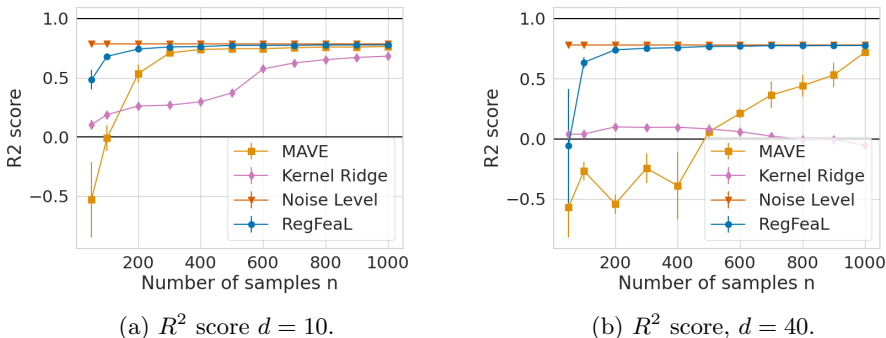 1.0
0.5
0.0
−0.5
R2 score
MAVE
Kernel Ridge
Noise Level
RegFeaL
200 400 600 800 1000
Number of samples n
(a) R² score d = 10.
1.0
0.5
0.0
−0.5
R2 score
MAVE
Kernel Ridge
Noise Level
RegFeaL
200 400 600 800 1000
Number of samples n
(b) R² score, d = 40.